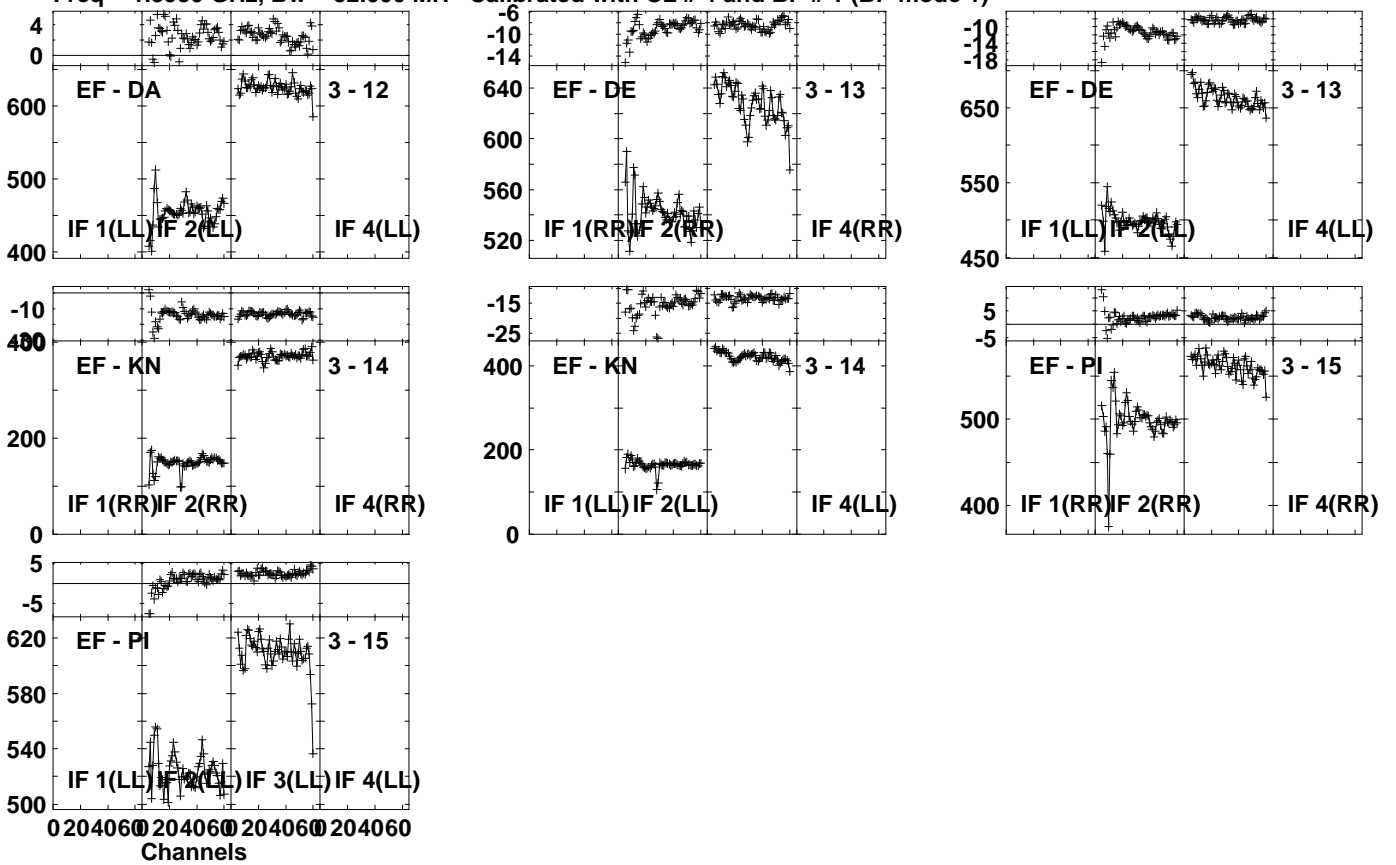 4
0
EF - DA
3 - 12
600
500
400
IF 1(LL)
IF 2(LL)
IF 4(LL)
-6
-10
-14
EF - DE
3 - 13
640
600
560
520
IF 1(RR)
IF 2(RR)
IF 4(RR)
-10
-14
-18
EF - DE
3 - 13
650
550
450
IF 1(LL)
IF 2(LL)
IF 4(LL)
-10
EF - KN
3 - 14
200
0
IF 1(RR)
IF 2(RR)
IF 4(RR)
-15
-25
EF - KN
3 - 14
400
200
0
IF 1(LL)
IF 2(LL)
IF 4(LL)
5
-5
EF - PI
3 - 15
500
400
IF 1(RR)
IF 2(RR)
IF 4(RR)
5
-5
EF - PI
3 - 15
620
580
540
500
IF 1(LL)
IF 2(LL)
IF 3(LL)
IF 4(LL)
0 20 40 60 0 20 40 60 0 20 40 60 0 20 40 60
Channels